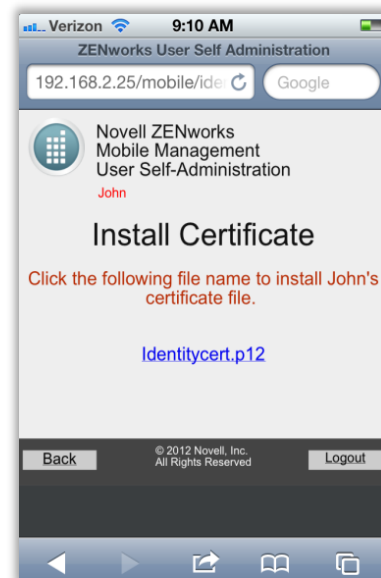 Verizon 9:10 AM
ZENworks User Self Administration
192.168.2.25/mobile/ide Google
Novell ZENworks
Mobile Management
User Self-Administration
John
Install Certificate
Click the following file name to install John's
certificate file.
Identitycert.p12
Back
© 2012 Novell, Inc.
All Rights Reserved
Logout